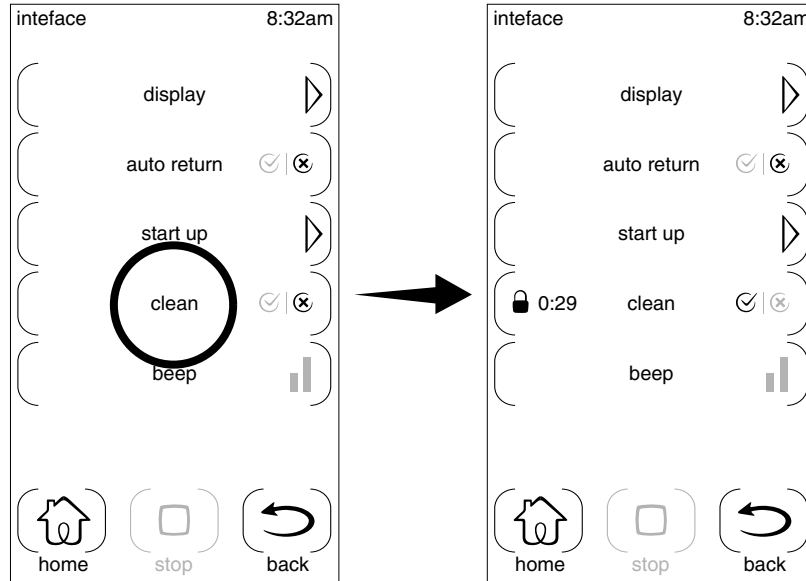 inteface 8:32am
display
auto return
start up
clean
beep
home stop back
inteface 8:32am
display
auto return
start up
0:29 clean
beep
home stop back